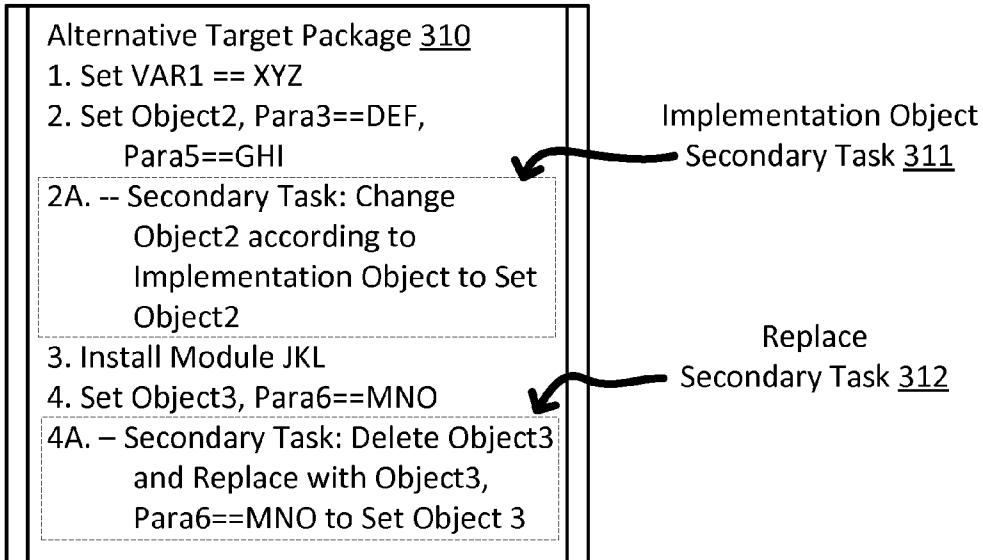 Alternative Target Package 310
1. Set VAR1 == XYZ
2. Set Object2, Para3==DEF,
Para5==GHI
2A. -- Secondary Task: Change
Object2 according to
Implementation Object to Set
Object2
3. Install Module JKL
4. Set Object3, Para6==MNO
4A. – Secondary Task: Delete Object3
and Replace with Object3,
Para6==MNO to Set Object 3
Implementation Object
Secondary Task 311
Replace
Secondary Task 312